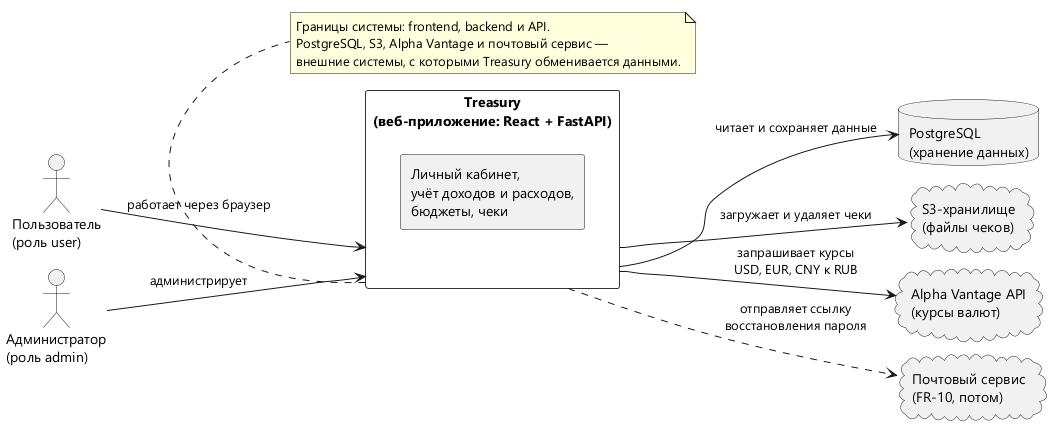 Границы системы: frontend, backend и API.
PostgreSQL, S3, Alpha Vantage и почтовый сервис —
внешние системы, с которыми Treasury обменивается данными.
Treasury
(веб-приложение: React + FastAPI)
Личный кабинет,
учёт доходов и расходов,
бюджеты, чеки
Пользователь
(роль user)
работает через браузер
Администратор
(роль admin)
администрирует
читает и сохраняет данные
PostgreSQL
(хранение данных)
загружает и удаляет чеки
S3-хранилище
(файлы чеков)
запрашивает курсы
USD, EUR, CNY к RUB
Alpha Vantage API
(курсы валют)
отправляет ссылку
восстановления пароля
Почтовый сервис
(FR-10, потом)